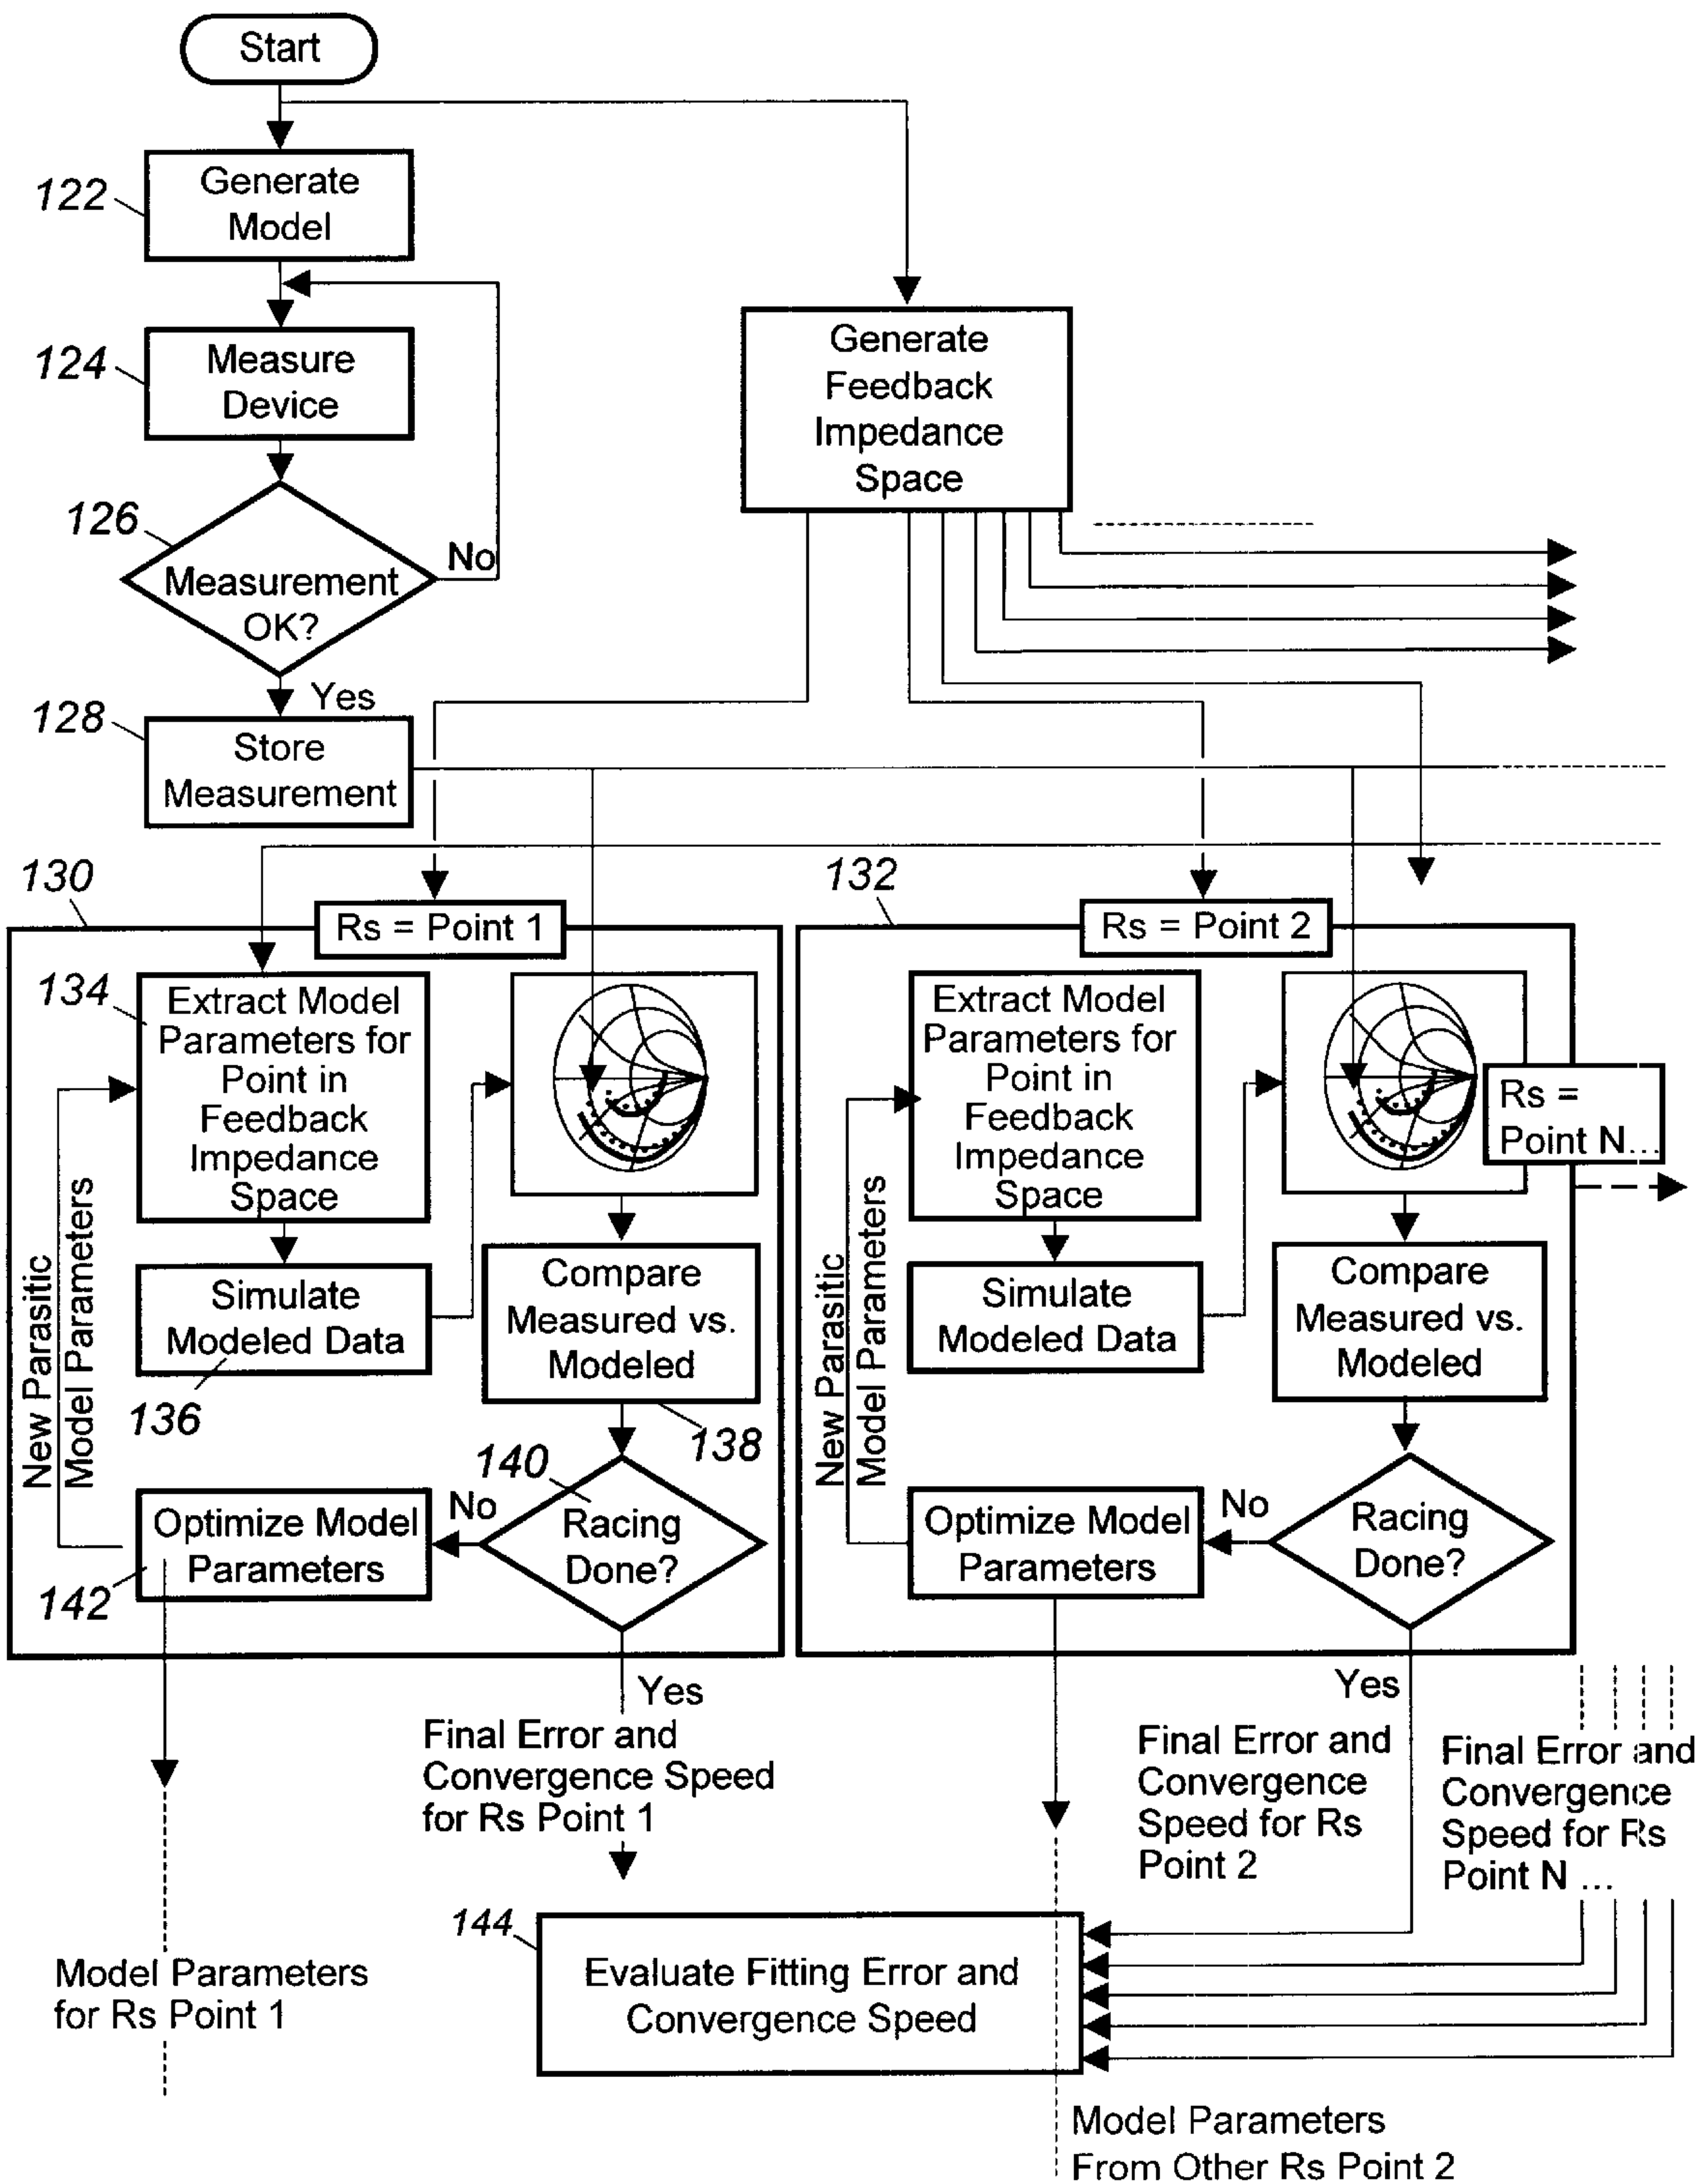 Start
122
Generate
Model
124
Measure
Device
Generate
Feedback
Impedance
Space
126
No
Measurement
OK?
Yes
128
Store
Measurement
130
Rs = Point 1
134
Extract Model
Parameters for
Point in
Feedback
Impedance
Space
New Parasitic
Model Parameters
Simulate
Modeled Data
136
Compare
Measured vs.
Modeled
138
140
Racing
Done?
No
Optimize Model
Parameters
142
132
Rs = Point 2
Extract Model
Parameters for
Point in
Feedback
Impedance
Space
Rs =
Point N...
New Parasitic
Model Parameters
Simulate
Modeled Data
Compare
Measured vs.
Modeled
Racing
Done?
No
Optimize Model
Parameters
Yes
Final Error and
Convergence Speed
for Rs Point 1
Yes
Final Error and
Convergence
Speed for Rs
Point 2
Final Error and
Convergence
Speed for Rs
Point N ...
144
Evaluate Fitting Error and
Convergence Speed
Model Parameters
for Rs Point 1
Model Parameters
From Other Rs Point 2